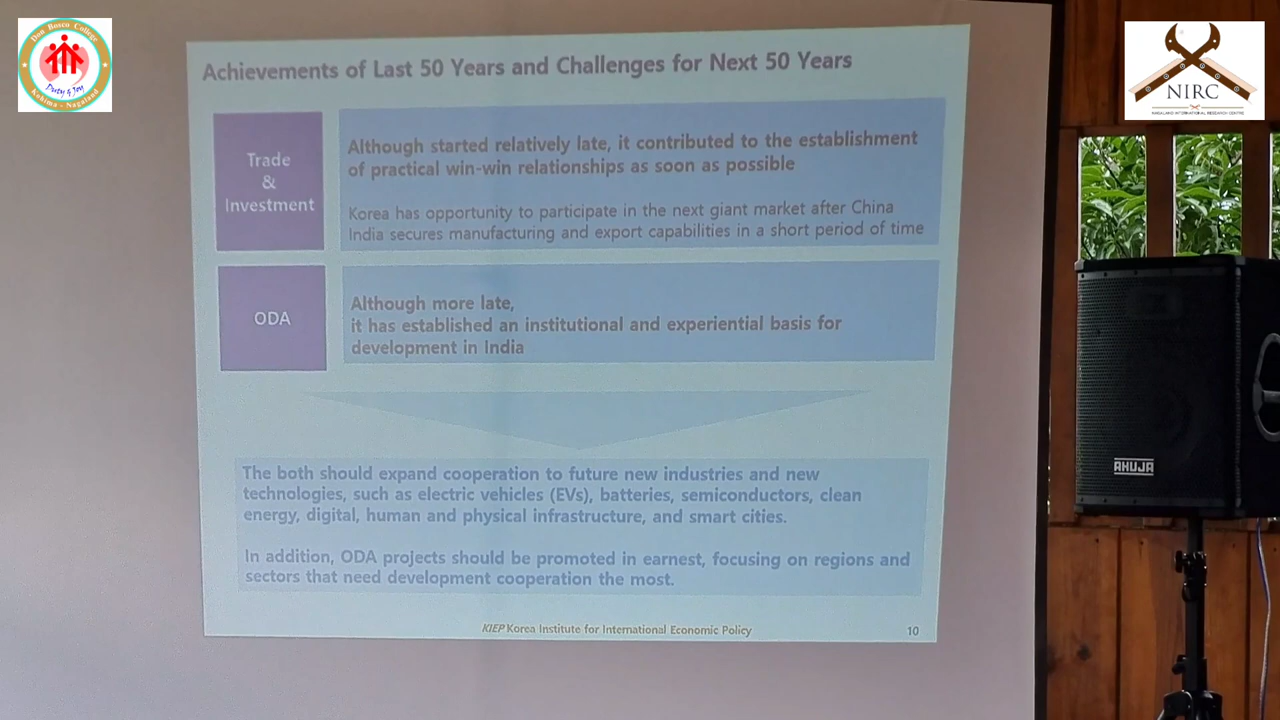 Don Bosco College
Duty & Joy
Kohima - Nagaland
NIRC
NAGALAND INTERNATIONAL RESEARCH CENTRE
Achievements of Last 50 Years and Challenges for Next 50 Years
Trade
&
Investment
Although started relatively late, it contributed to the establishment
of practical win-win relationships as soon as possible
Korea has opportunity to participate in the next giant market after China
India secures manufacturing and export capabilities in a short period of time
ODA
Although more late,
it has established an institutional and experiential basis for
development in India
The both should expand cooperation to future new industries and new
technologies, such as electric vehicles (EVs), batteries, semiconductors, clean
energy, digital, human and physical infrastructure, and smart cities.
In addition, ODA projects should be promoted in earnest, focusing on regions and
sectors that need development cooperation the most.
KIEP Korea Institute for International Economic Policy
10
AHUJA